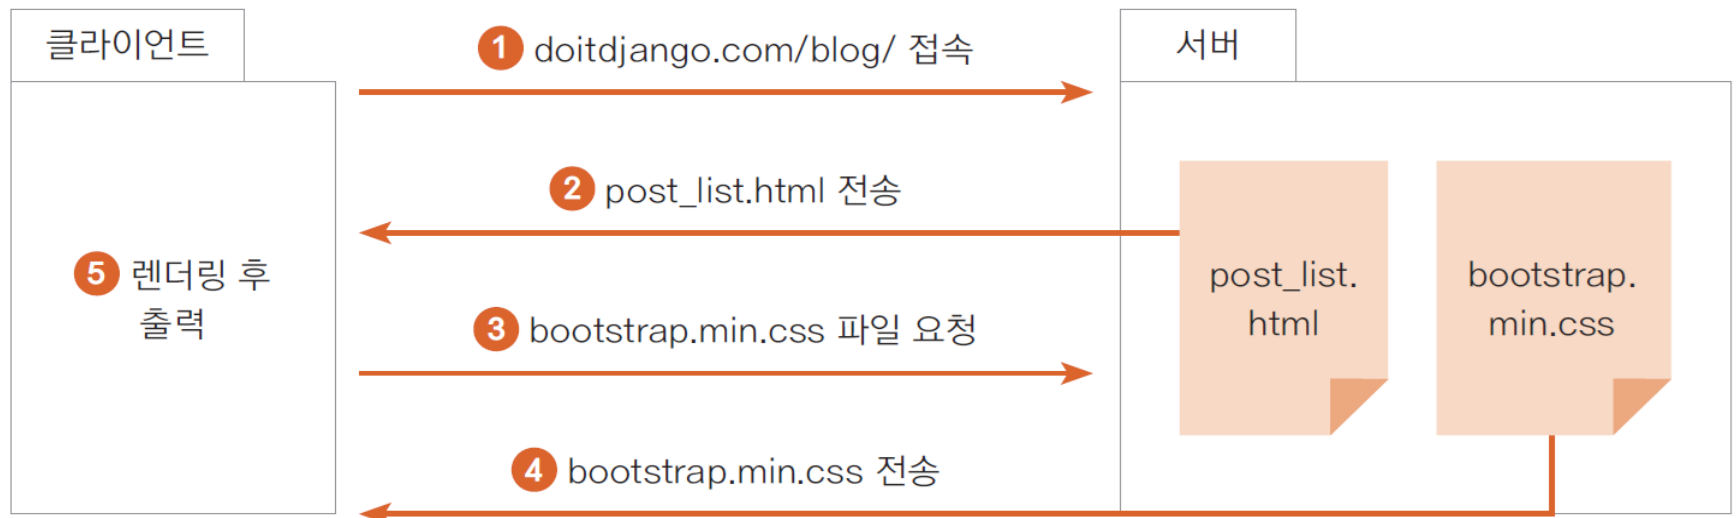 클라이언트
서버
1 doitdjango.com/blog/ 접속
2 post_list.html 전송
3 bootstrap.min.css 파일 요청
4 bootstrap.min.css 전송
5 렌더링 후
출력
post_list.
html
bootstrap.
min.css